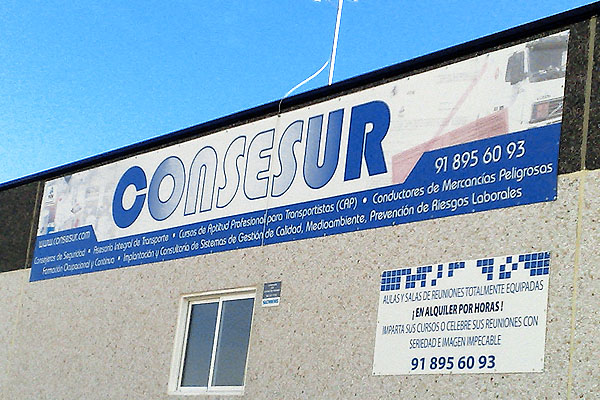 CONSESUR
91 895 60 93
www.consesur.com
Consejeros de Seguridad • Asesoría Integral de Transporte • Cursos de Aptitud Profesional para Transportistas (CAP) • Conductores de Mercancías Peligrosas
Formación Ocupacional y Contínua • Implantación y Consultoría de Sistemas de Gestión de Calidad, Medioambiente, Prevención de Riesgos Laborales
AULAS Y SALAS DE REUNIONES TOTALMENTE EQUIPADAS
¡ EN ALQUILER POR HORAS !
IMPARTA SUS CURSOS O CELEBRE SUS REUNIONES CON
SERIEDAD E IMAGEN IMPECABLE
91 895 60 93